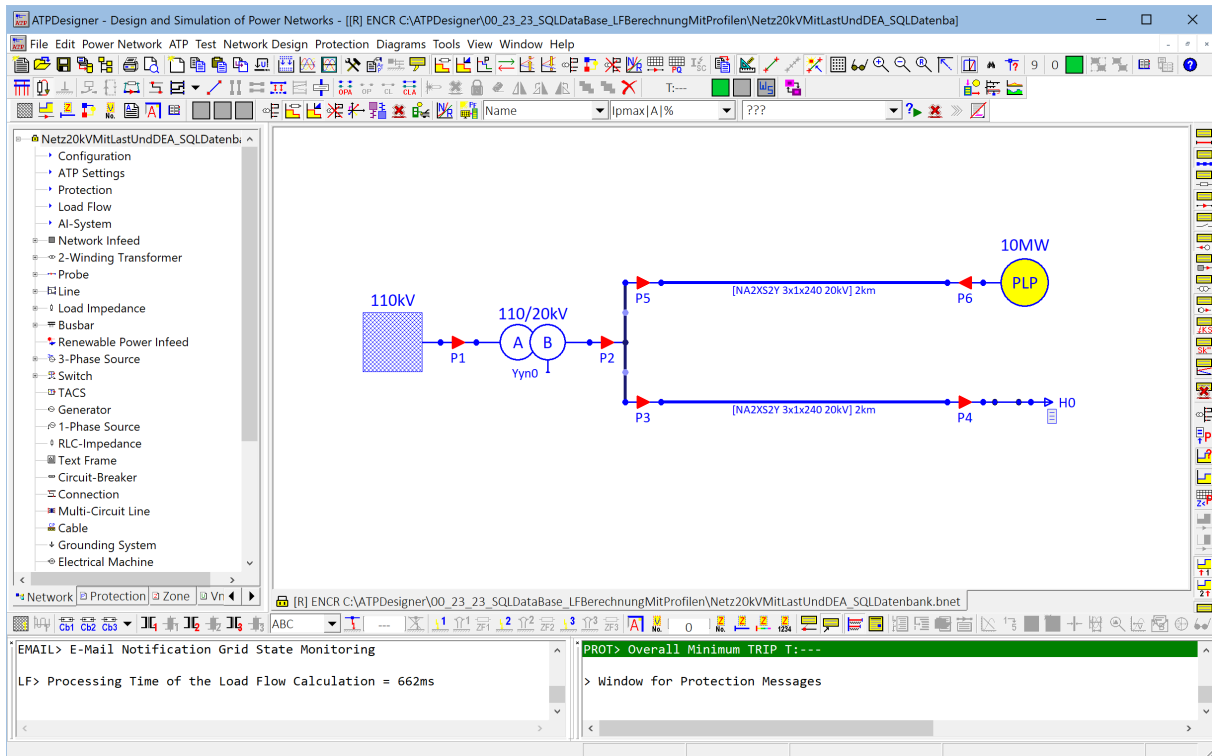 ATPDesigner - Design and Simulation of Power Networks - [[R] ENCR C:\ATPDesigner\00_23_23_SQLDataBase_LFBerechnungMitProfilen\Netz20kVMitLastUndDEA_SQLDatenba]
File Edit Power Network ATP Test Network Design Protection Diagrams Tools View Window Help
T:---
Name
Ipmax|A|%
???
Netz20kVMitLastUndDEA_SQLDatenba
Configuration
ATP Settings
Protection
Load Flow
AI-System
Network Infeed
2-Winding Transformer
Probe
Line
Load Impedance
Busbar
Renewable Power Infeed
3-Phase Source
Switch
TACS
Generator
1-Phase Source
RLC-Impedance
Text Frame
Circuit-Breaker
Connection
Multi-Circuit Line
Cable
Grounding System
Electrical Machine
Network Protection Zone Vn
10MW
PLP
P5
[NA2XS2Y 3x1x240 20kV] 2km
P6
110kV
110/20kV
A B
P1
P2
Yyn0
P3
[NA2XS2Y 3x1x240 20kV] 2km
P4
H0
[R] ENCR C:\ATPDesigner\00_23_23_SQLDataBase_LFBerechnungMitProfilen\Netz20kVMitLastUndDEA_SQLDatenbank.bnet
Cb1 Cb2 Cb3
ABC
0
EMAIL> E-Mail Notification Grid State Monitoring
LF> Processing Time of the Load Flow Calculation = 662ms
PROT> Overall Minimum TRIP T:---
> Window for Protection Messages